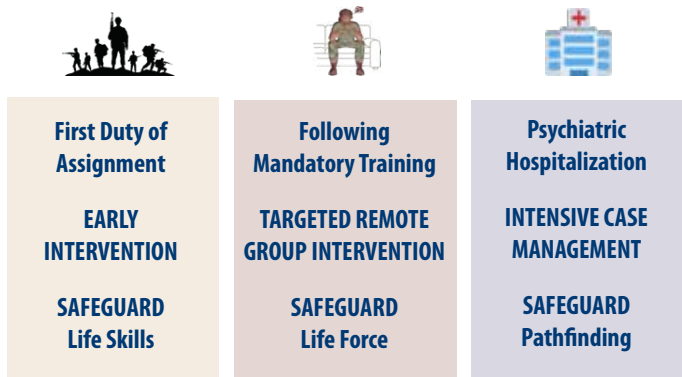 First Duty of
Assignment
EARLY
INTERVENTION
SAFEGUARD
Life Skills
Following
Mandatory Training
TARGETED REMOTE
GROUP INTERVENTION
SAFEGUARD
Life Force
Psychiatric
Hospitalization
INTENSIVE CASE
MANAGEMENT
SAFEGUARD
Pathfinding